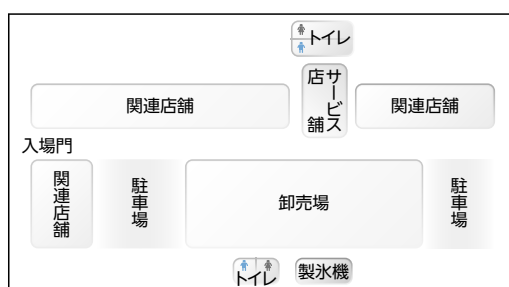 トイレ
サービス
店舗
関連店舗
関連店舗
入場門
関連店舗
駐車場
卸売場
駐車場
トイレ
製氷機